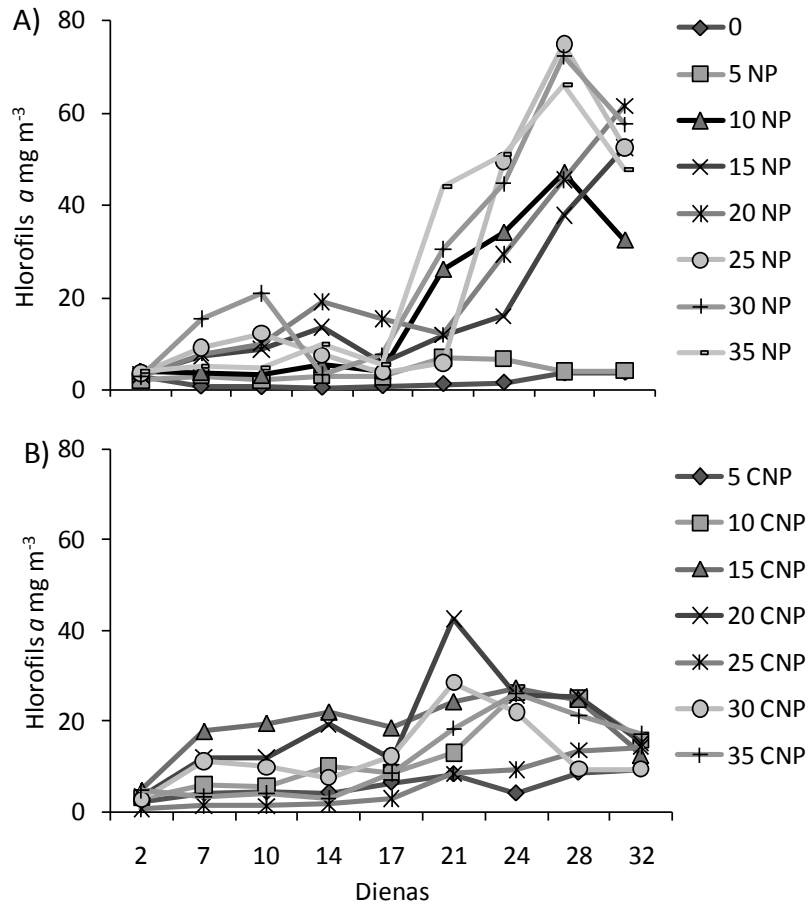 A)
80
60
40
20
0
Hlorofils a mg m-3
0
5 NP
10 NP
15 NP
20 NP
25 NP
30 NP
35 NP
B)
80
60
40
20
0
Hlorofils a mg m-3
5 CNP
10 CNP
15 CNP
20 CNP
25 CNP
30 CNP
35 CNP
2 7 10 14 17 21 24 28 32
Dienas